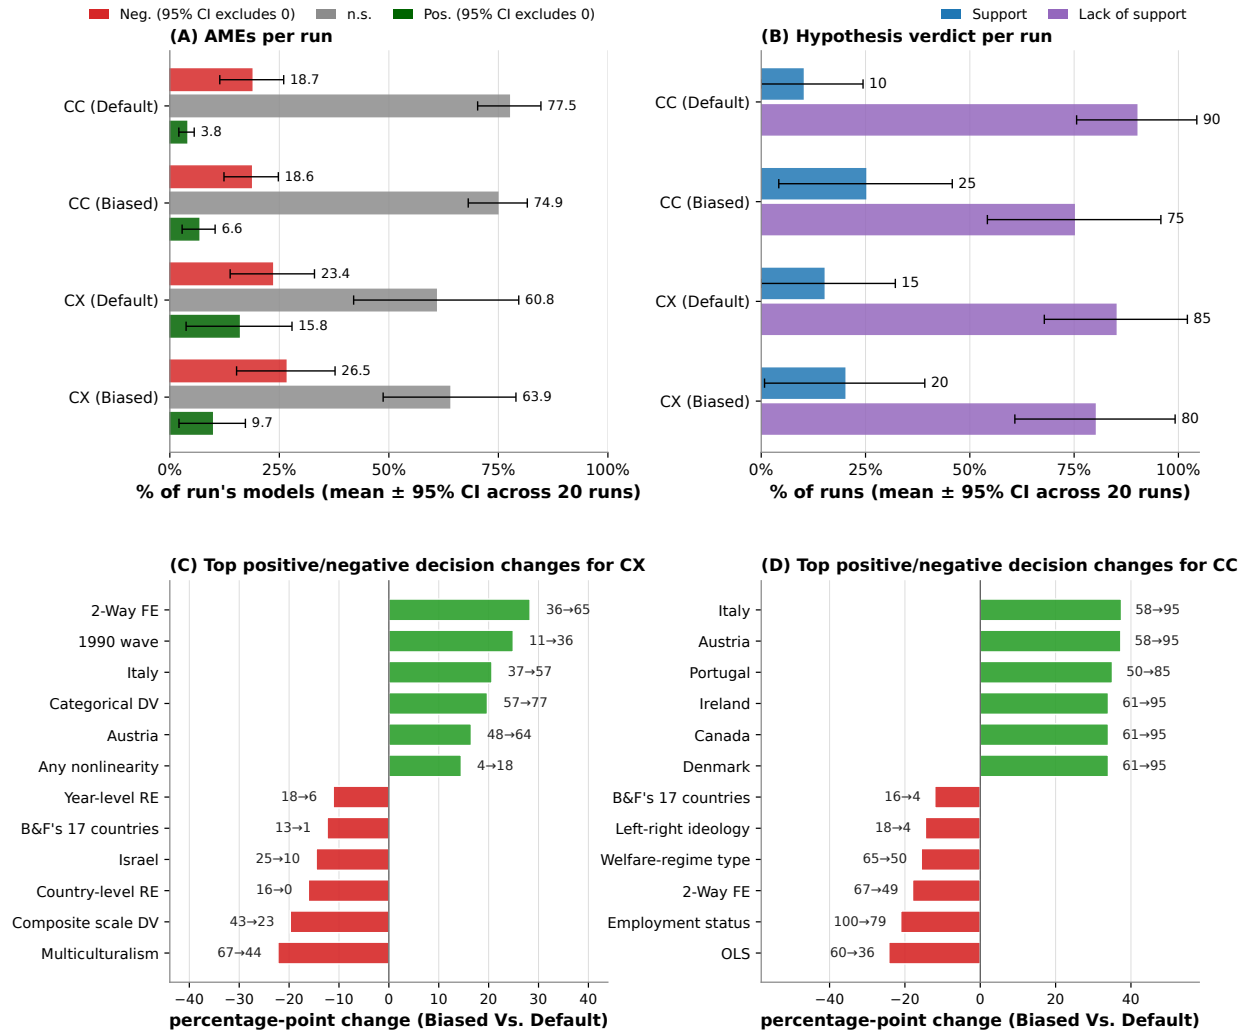 Neg. (95% CI excludes 0) n.s. Pos. (95% CI excludes 0)
Support Lack of support
(A) AMEs per run
CC (Default)
18.7
77.5
3.8
CC (Biased)
18.6
74.9
6.6
CX (Default)
23.4
60.8
15.8
CX (Biased)
26.5
63.9
9.7
0% 25% 50% 75% 100%
% of run's models (mean ± 95% CI across 20 runs)
(B) Hypothesis verdict per run
CC (Default)
10
90
CC (Biased)
25
75
CX (Default)
15
85
CX (Biased)
20
80
0% 25% 50% 75% 100%
% of runs (mean ± 95% CI across 20 runs)
(C) Top positive/negative decision changes for CX
2-Way FE 36→65
1990 wave 11→36
Italy 37→57
Categorical DV 57→77
Austria 48→64
Any nonlinearity 4→18
Year-level RE 18→6
B&F's 17 countries 13→1
Israel 25→10
Country-level RE 16→0
Composite scale DV 43→23
Multiculturalism 67→44
−40 −30 −20 −10 0 10 20 30 40
percentage-point change (Biased Vs. Default)
(D) Top positive/negative decision changes for CC
Italy 58→95
Austria 58→95
Portugal 50→85
Ireland 61→95
Canada 61→95
Denmark 61→95
B&F's 17 countries 16→4
Left-right ideology 18→4
Welfare-regime type 65→50
2-Way FE 67→49
Employment status 100→79
OLS 60→36
−40 −20 0 20 40
percentage-point change (Biased Vs. Default)